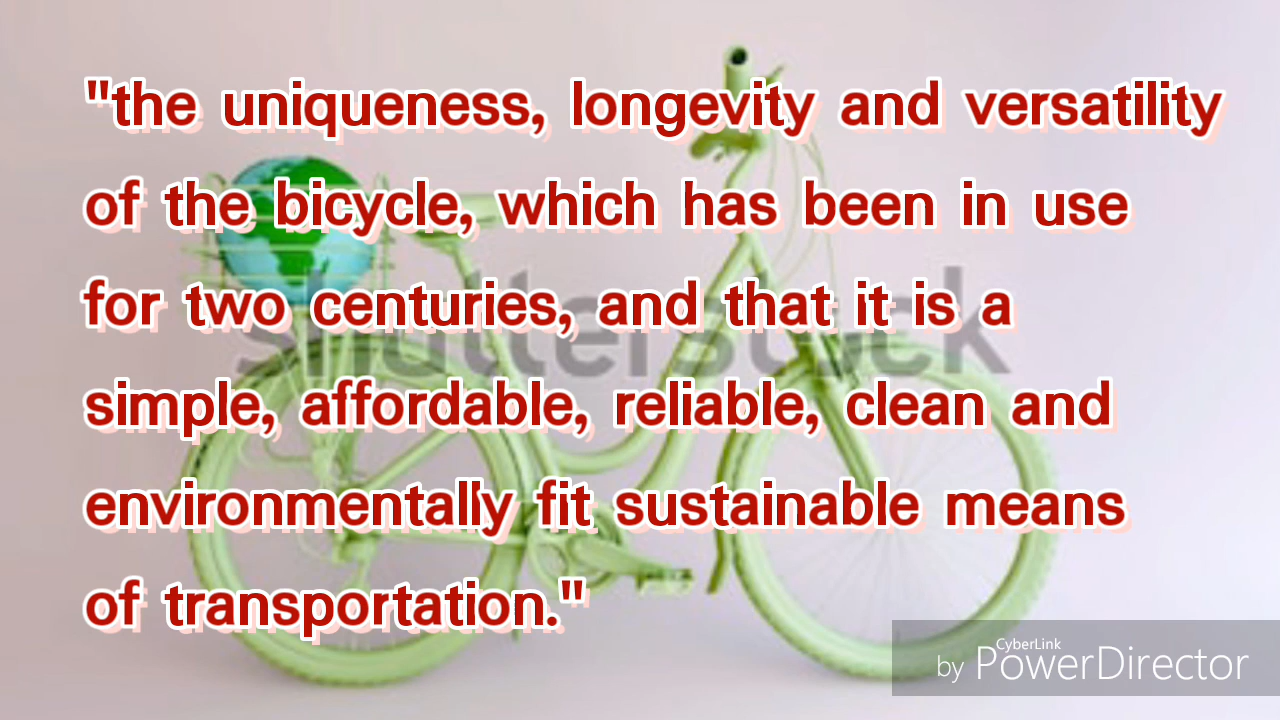 "the uniqueness, longevity and versatility
of the bicycle, which has been in use
for two centuries, and that it is a
simple, affordable, reliable, clean and
environmentally fit sustainable means
of transportation."
shutterstock
CyberLink
by PowerDirector